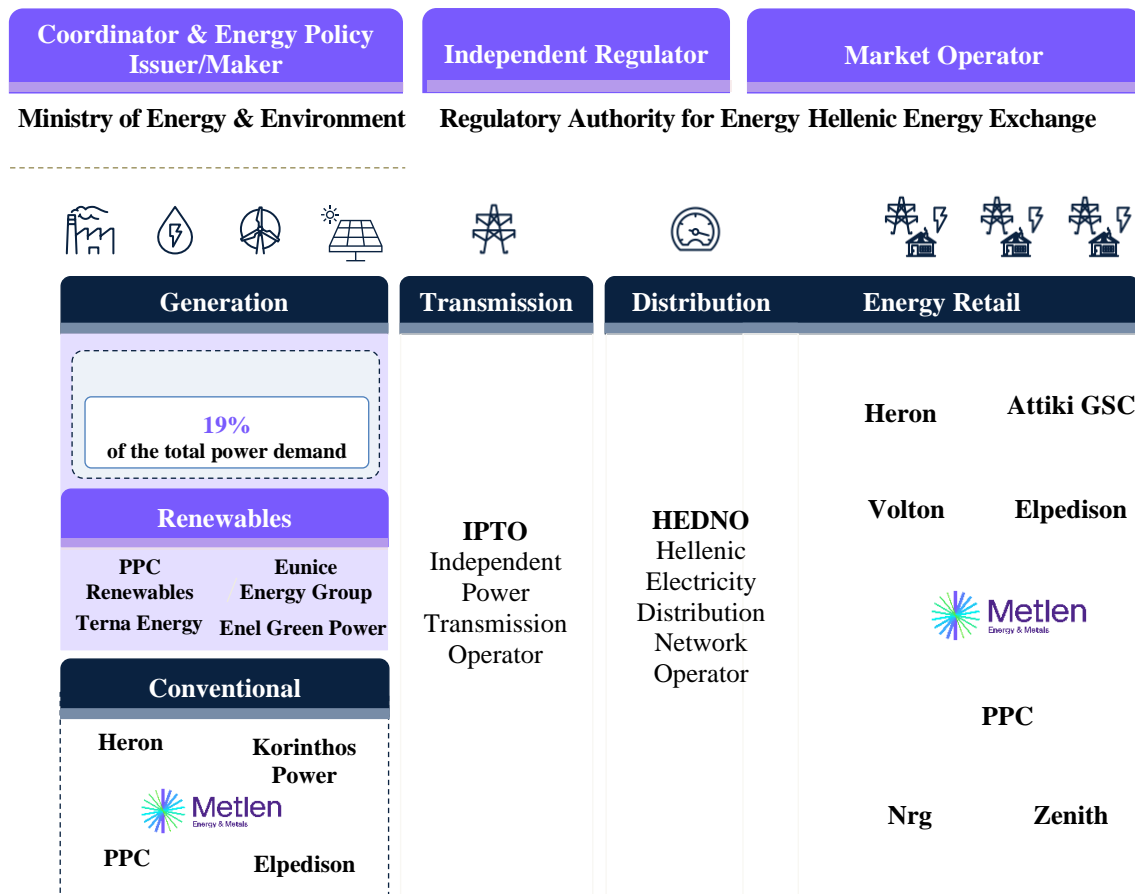 Coordinator & Energy Policy
Issuer/Maker
Independent Regulator
Market Operator
Ministry of Energy & Environment
Regulatory Authority for Energy
Hellenic Energy Exchange
Generation
Transmission
Distribution
Energy Retail
19%
of the total power demand
Renewables
PPC
Renewables
Eunice
Energy Group
Terna Energy
Enel Green Power
Conventional
Heron
Korinthos
Power
Metlen
Energy & Metals
PPC
Elpedison
IPTO
Independent
Power
Transmission
Operator
HEDNO
Hellenic
Electricity
Distribution
Network
Operator
Heron
Attiki GSC
Volton
Elpedison
Metlen
Energy & Metals
PPC
Nrg
Zenith